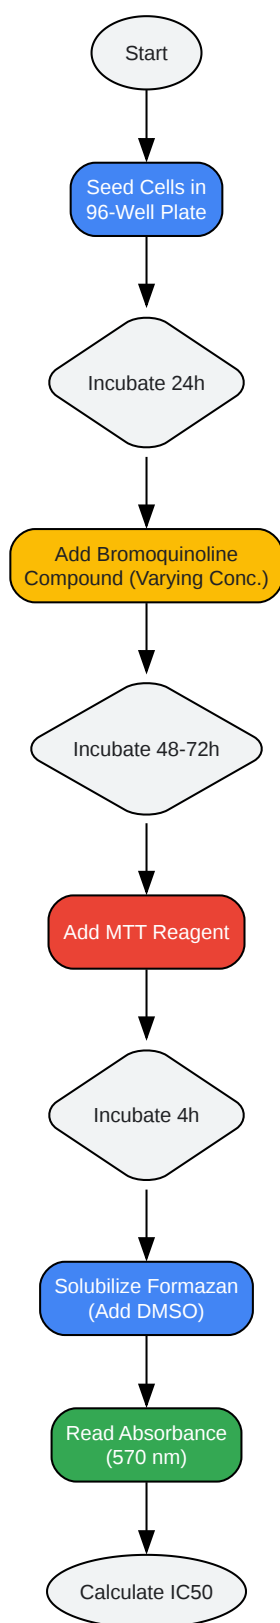 Start
Seed Cells in
96-Well Plate
Incubate 24h
Add Bromoquinoline
Compound (Varying Conc.)
Incubate 48-72h
Add MTT Reagent
Incubate 4h
Solubilize Formazan
(Add DMSO)
Read Absorbance
(570 nm)
Calculate IC50